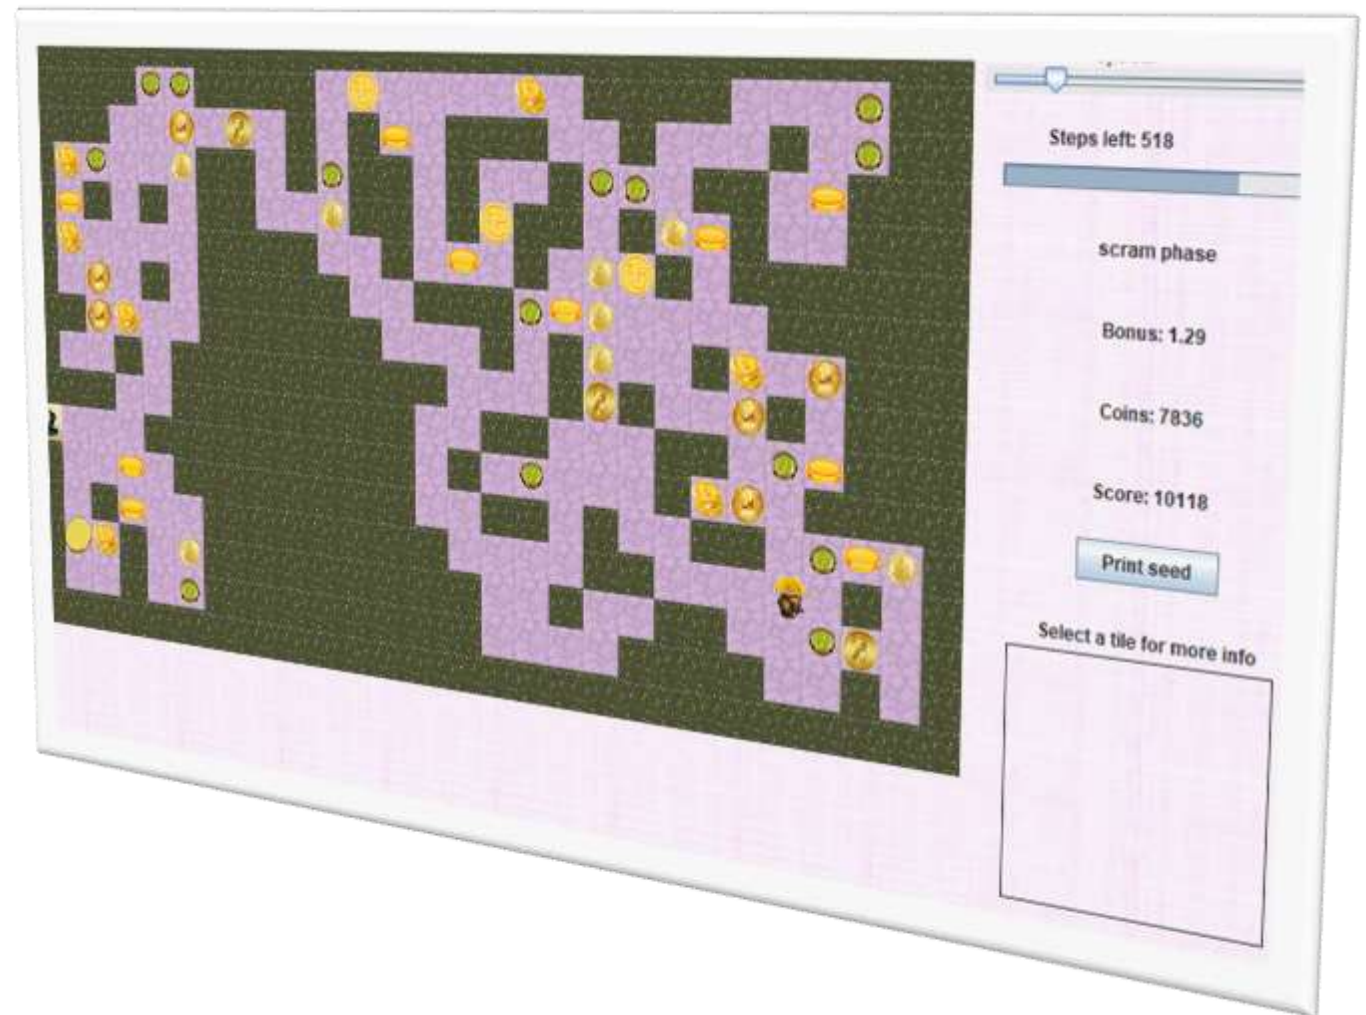 Steps left: 518
scram phase
Bonus: 1.29
Coins: 7836
Score: 10118
Print seed
Select a tile for more info